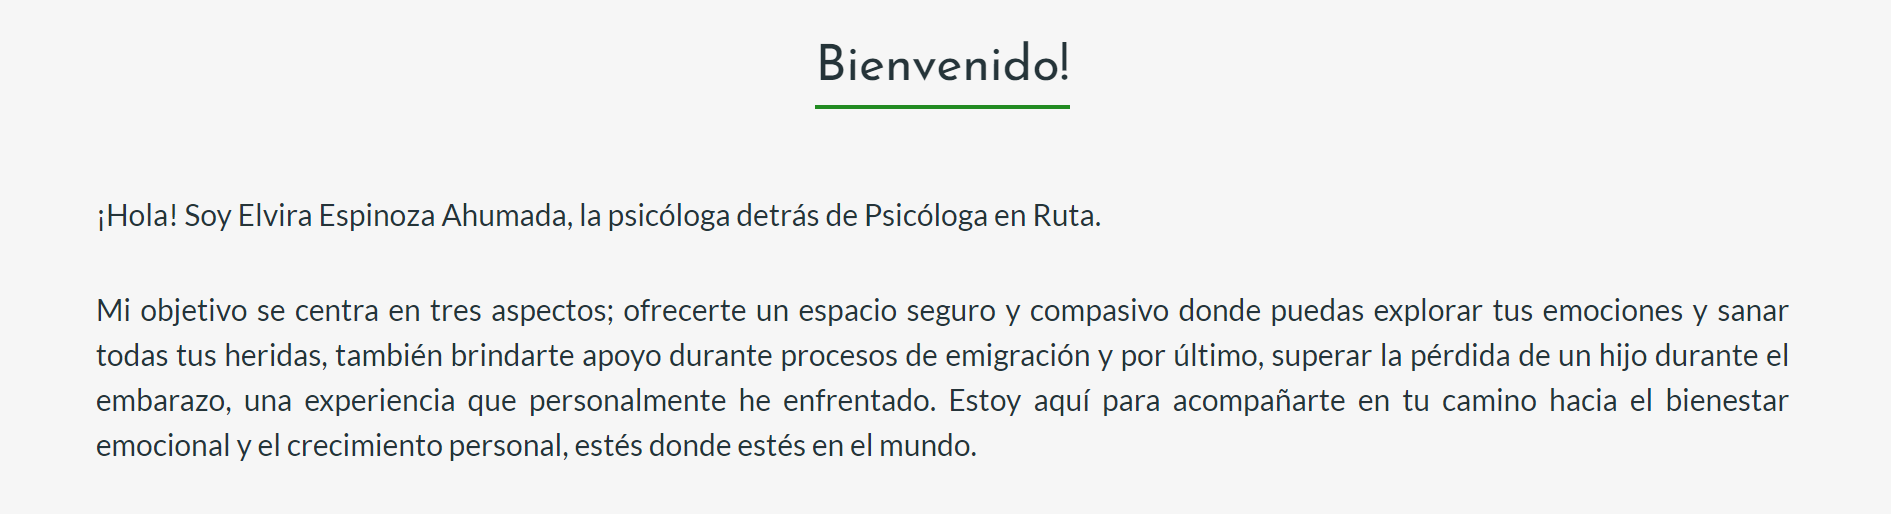 Bienvenido!
¡Hola! Soy Elvira Espinoza Ahumada, la psicóloga detrás de Psicóloga en Ruta.
Mi objetivo se centra en tres aspectos; ofrecerte un espacio seguro y compasivo donde puedas explorar tus emociones y sanar
todas tus heridas, también brindarte apoyo durante procesos de emigración y por último, superar la pérdida de un hijo durante el
embarazo, una experiencia que personalmente he enfrentado. Estoy aquí para acompañarte en tu camino hacia el bienestar
emocional y el crecimiento personal, estés donde estés en el mundo.